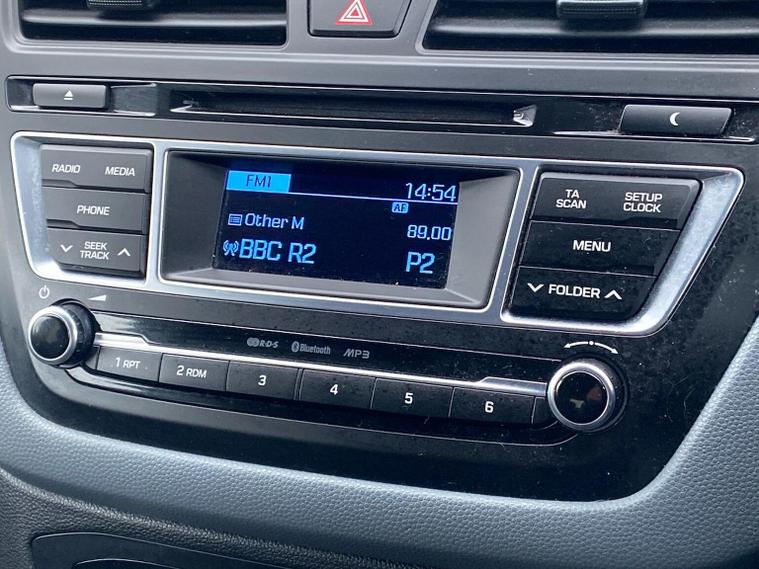 RADIO MEDIA
PHONE
SEEK
TRACK
FM1 14:54
AF
Other M 89.00
BBC R2 P2
TA
SCAN
SETUP
CLOCK
MENU
FOLDER
R·D·S Bluetooth MP3
1 RPT 2 RDM 3 4 5 6